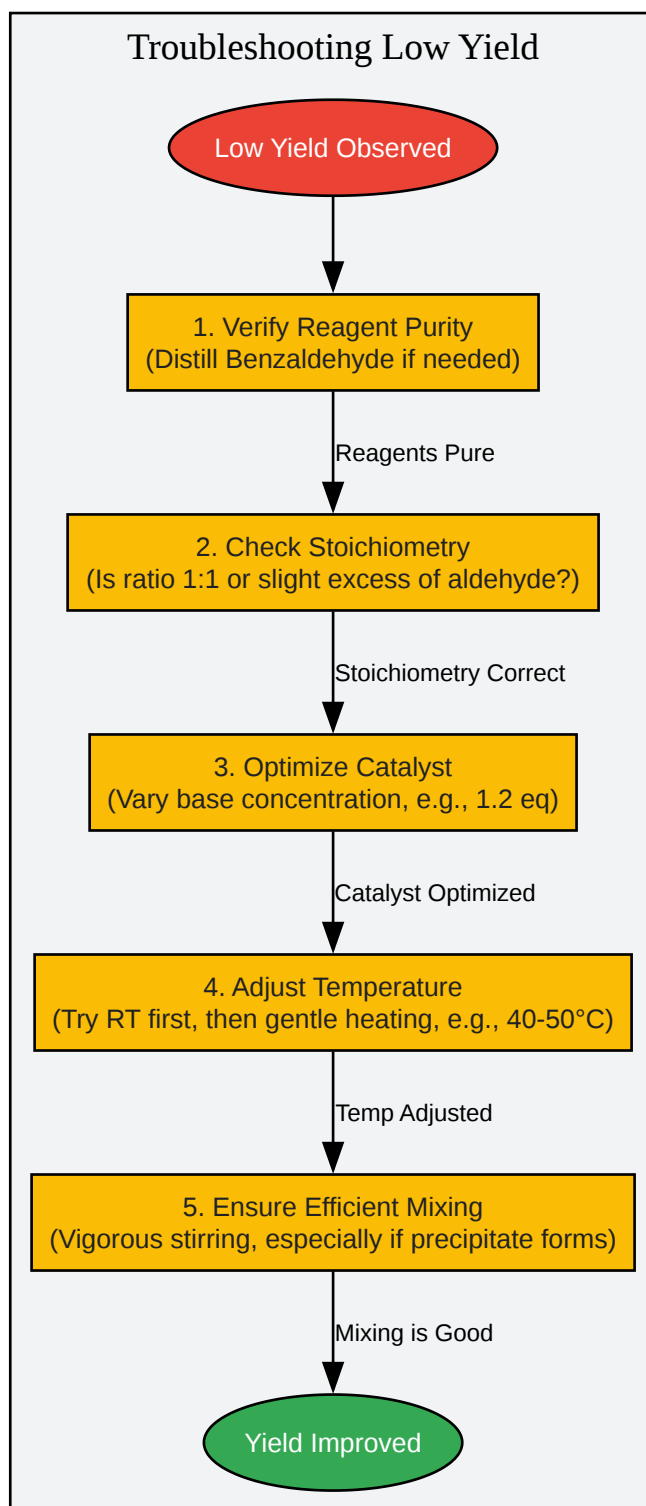 Troubleshooting Low Yield
Low Yield Observed
1. Verify Reagent Purity
(Distill Benzaldehyde if needed)
Reagents Pure
2. Check Stoichiometry
(Is ratio 1:1 or slight excess of aldehyde?)
Stoichiometry Correct
3. Optimize Catalyst
(Vary base concentration, e.g., 1.2 eq)
Catalyst Optimized
4. Adjust Temperature
(Try RT first, then gentle heating, e.g., 40-50°C)
Temp Adjusted
5. Ensure Efficient Mixing
(Vigorous stirring, especially if precipitate forms)
Mixing is Good
Yield Improved